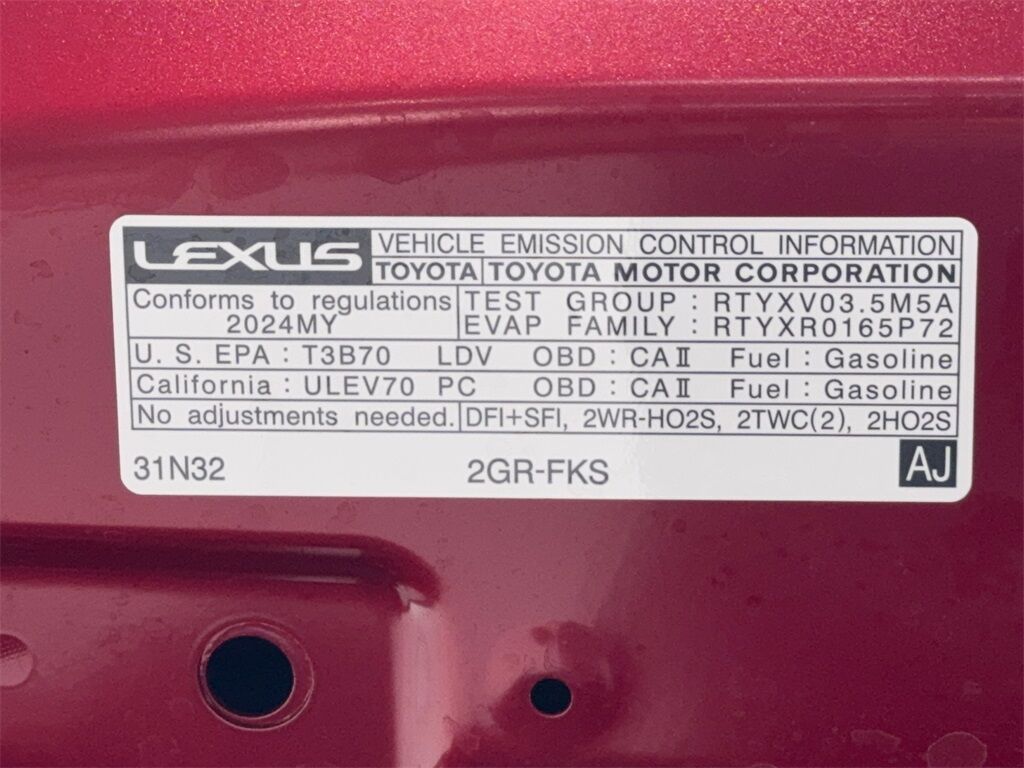 LEXUS VEHICLE EMISSION CONTROL INFORMATION
TOYOTA TOYOTA MOTOR CORPORATION
Conforms to regulations TEST GROUP : RTYXV03.5M5A
2024MY EVAP FAMILY : RTYXR0165P72
U. S. EPA : T3B70 LDV OBD : CAⅡ Fuel : Gasoline
California : ULEV70 PC OBD : CAⅡ Fuel : Gasoline
No adjustments needed. DFI+SFI, 2WR-HO2S, 2TWC(2), 2HO2S
31N32 2GR-FKS AJ